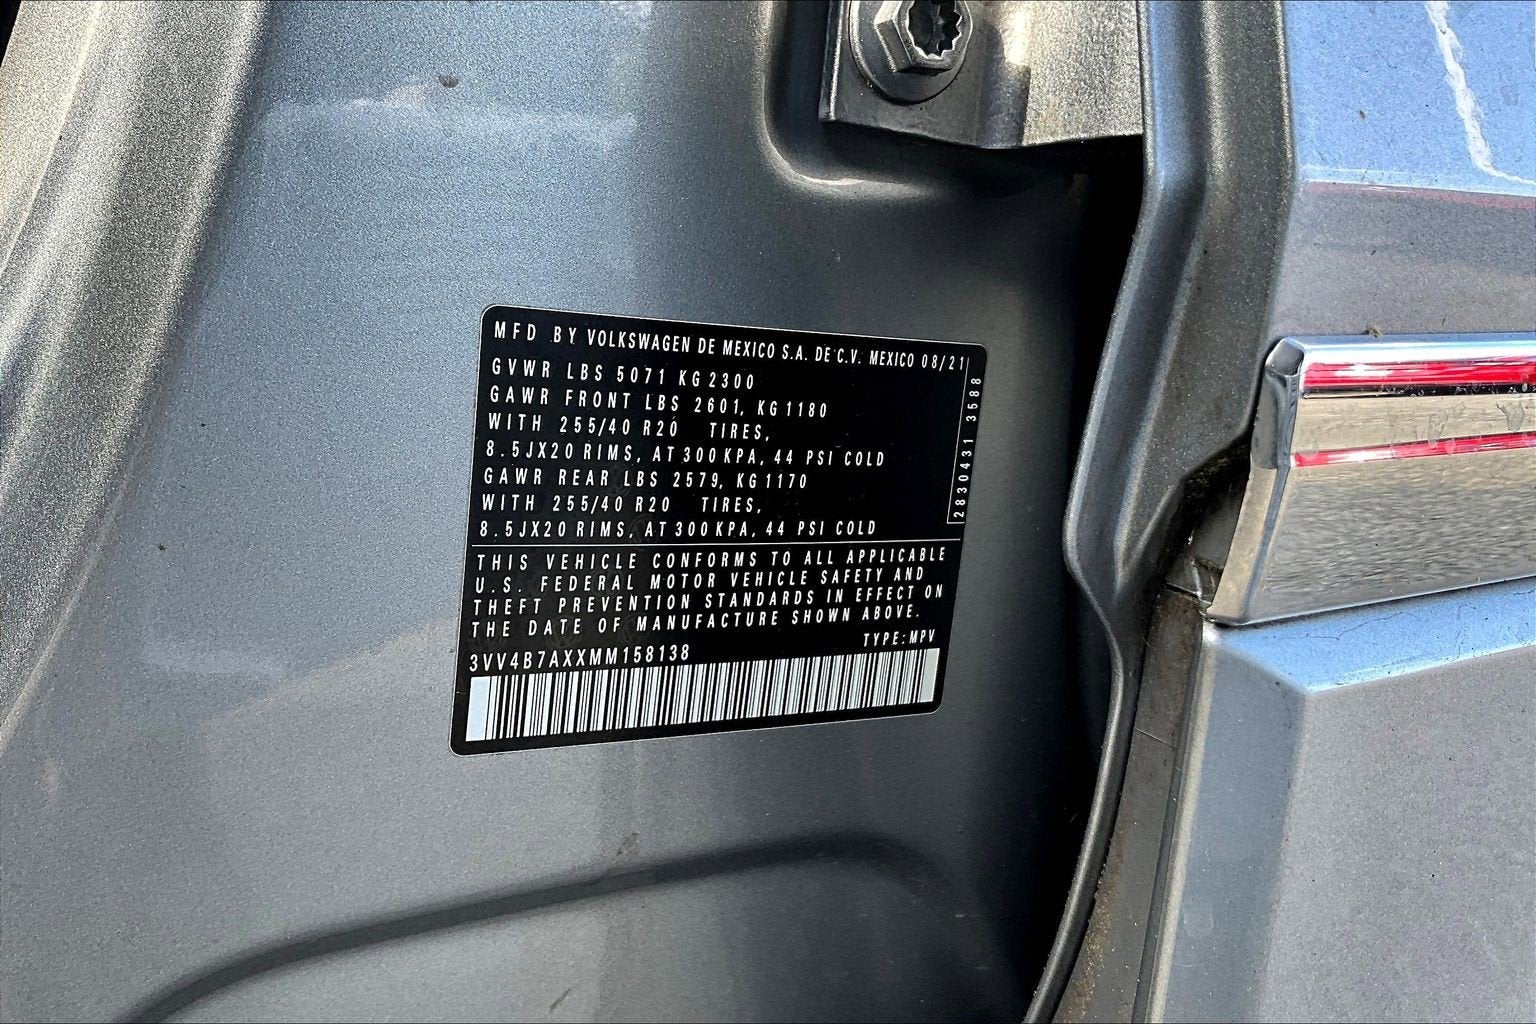 MFD BY VOLKSWAGEN DE MEXICO S.A. DE C.V. MEXICO 08/21
GVWR LBS 5071 KG 2300
GAWR FRONT LBS 2601, KG 1180
WITH 255/40 R20 TIRES,
8.5JX20 RIMS, AT 300 KPA, 44 PSI COLD
GAWR REAR LBS 2579, KG 1170
WITH 255/40 R20 TIRES,
8.5JX20 RIMS, AT 300 KPA, 44 PSI COLD
2830431 3588
THIS VEHICLE CONFORMS TO ALL APPLICABLE
U.S. FEDERAL MOTOR VEHICLE SAFETY AND
THEFT PREVENTION STANDARDS IN EFFECT ON
THE DATE OF MANUFACTURE SHOWN ABOVE.
TYPE: MPV
3VV4B7AXXMM158138